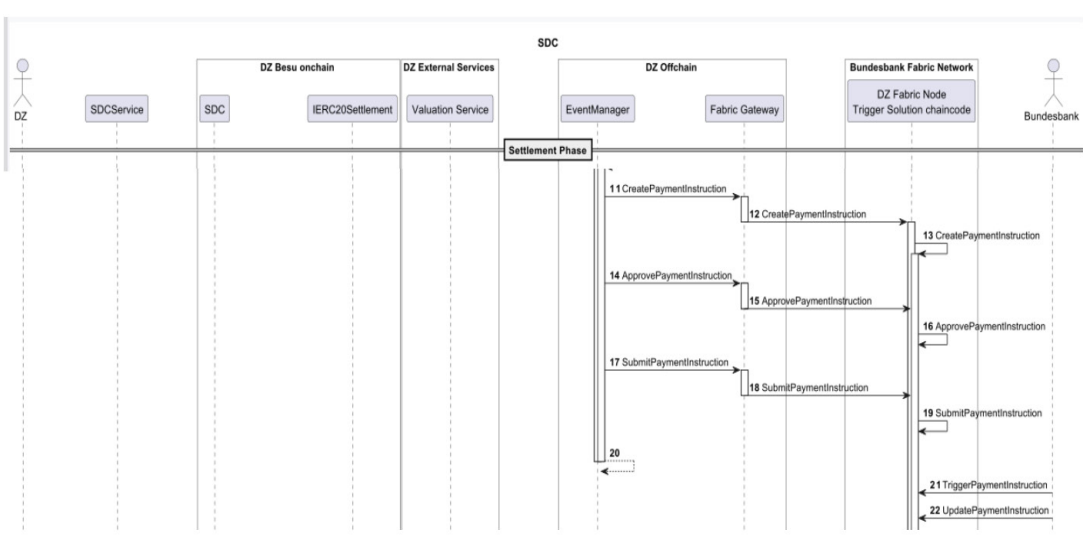 SDC
DZ Besu onchain
DZ External Services
DZ Offchain
Bundesbank Fabric Network
DZ
SDCService
SDC
IERC20Settlement
Valuation Service
EventManager
Fabric Gateway
DZ Fabric Node
Trigger Solution chaincode
Bundesbank
Settlement Phase
11 CreatePaymentInstruction
12 CreatePaymentInstruction
13 CreatePaymentInstruction
14 ApprovePaymentInstruction
15 ApprovePaymentInstruction
16 ApprovePaymentInstruction
17 SubmitPaymentInstruction
18 SubmitPaymentInstruction
19 SubmitPaymentInstruction
20
21 TriggerPaymentInstruction
22 UpdatePaymentInstruction